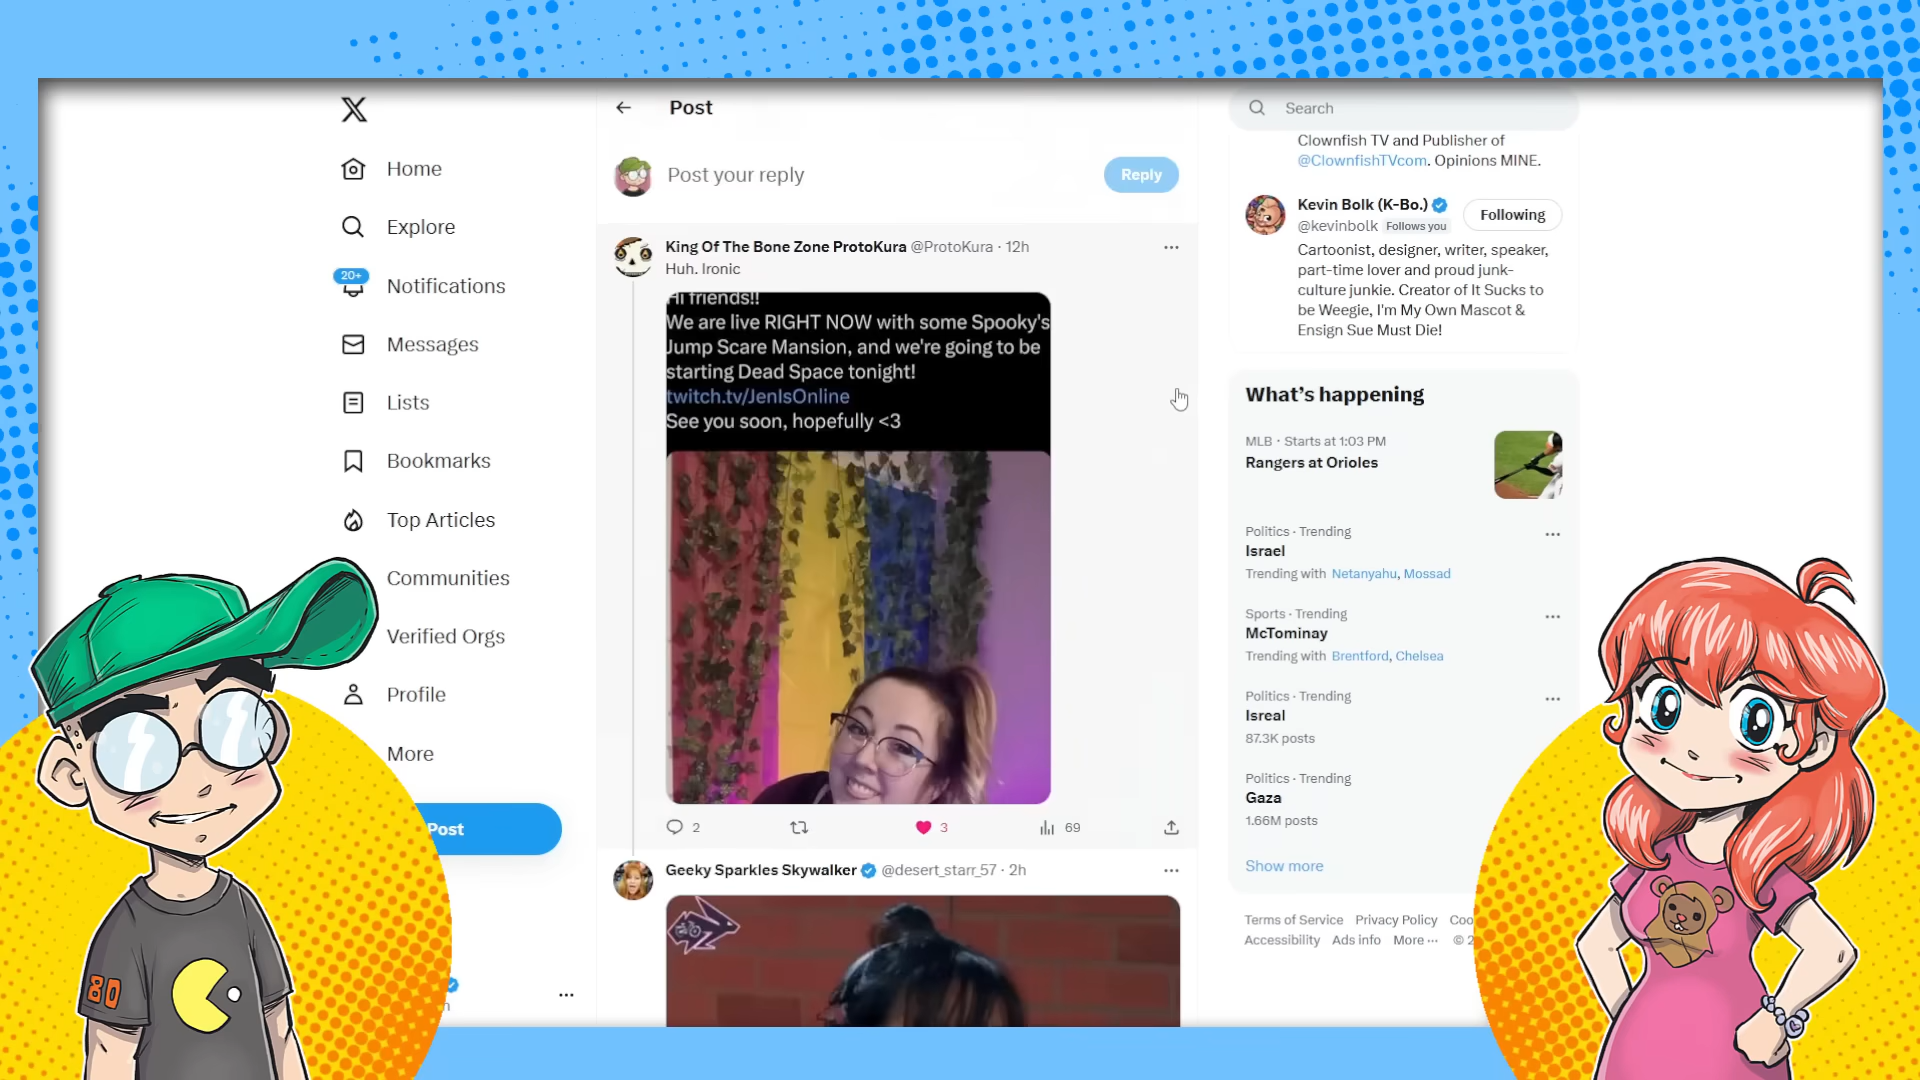 Home
Explore
20+
Notifications
Messages
Lists
Bookmarks
Top Articles
Communities
Verified Orgs
Profile
More
Post
80
Post
Post your reply
Reply
King Of The Bone Zone ProtoKura @ProtoKura · 12h
Huh. Ironic
Hi friends!!
We are live RIGHT NOW with some Spooky's
Jump Scare Mansion, and we're going to be
starting Dead Space tonight!
twitch.tv/JenIsOnline
See you soon, hopefully <3
2
3
69
Geeky Sparkles Skywalker @desert_starr_57 · 2h
Search
Clownfish TV and Publisher of
@ClownfishTVcom. Opinions MINE.
Kevin Bolk (K-Bo.)
Following
@kevinbolk Follows you
Cartoonist, designer, writer, speaker,
part-time lover and proud junk-
culture junkie. Creator of It Sucks to
be Weegie, I'm My Own Mascot &
Ensign Sue Must Die!
What's happening
MLB · Starts at 1:03 PM
Rangers at Orioles
Politics · Trending
Israel
Trending with Netanyahu, Mossad
Sports · Trending
McTominay
Trending with Brentford, Chelsea
Politics · Trending
Isreal
87.3K posts
Politics · Trending
Gaza
1.66M posts
Show more
Terms of Service Privacy Policy Coo
Accessibility Ads info More ··· © 2